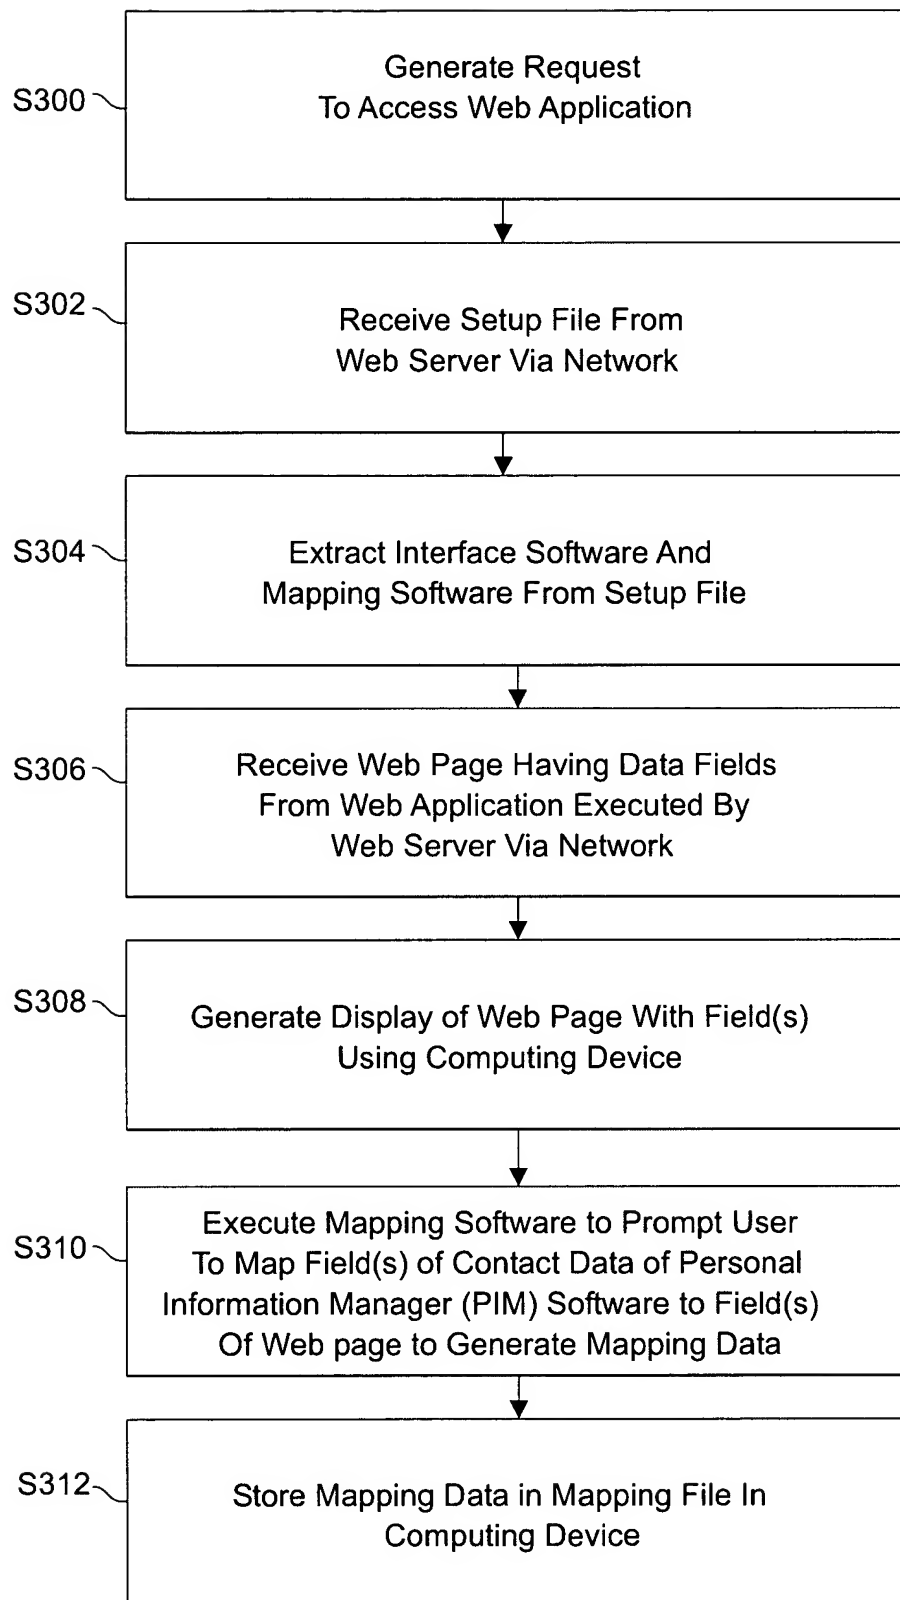 S300
Generate Request
To Access Web Application
S302
Receive Setup File From
Web Server Via Network
S304
Extract Interface Software And
Mapping Software From Setup File
S306
Receive Web Page Having Data Fields
From Web Application Executed By
Web Server Via Network
S308
Generate Display of Web Page With Field(s)
Using Computing Device
S310
Execute Mapping Software to Prompt User
To Map Field(s) of Contact Data of Personal
Information Manager (PIM) Software to Field(s)
Of Web page to Generate Mapping Data
S312
Store Mapping Data in Mapping File In
Computing Device